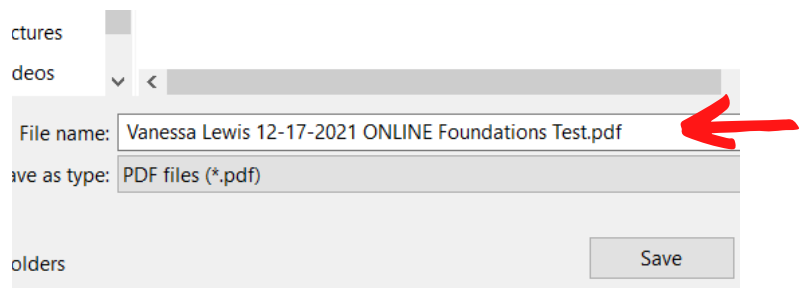 ctures
deos
File name: Vanessa Lewis 12-17-2021 ONLINE Foundations Test.pdf
ave as type: PDF files (*.pdf)
olders
Save